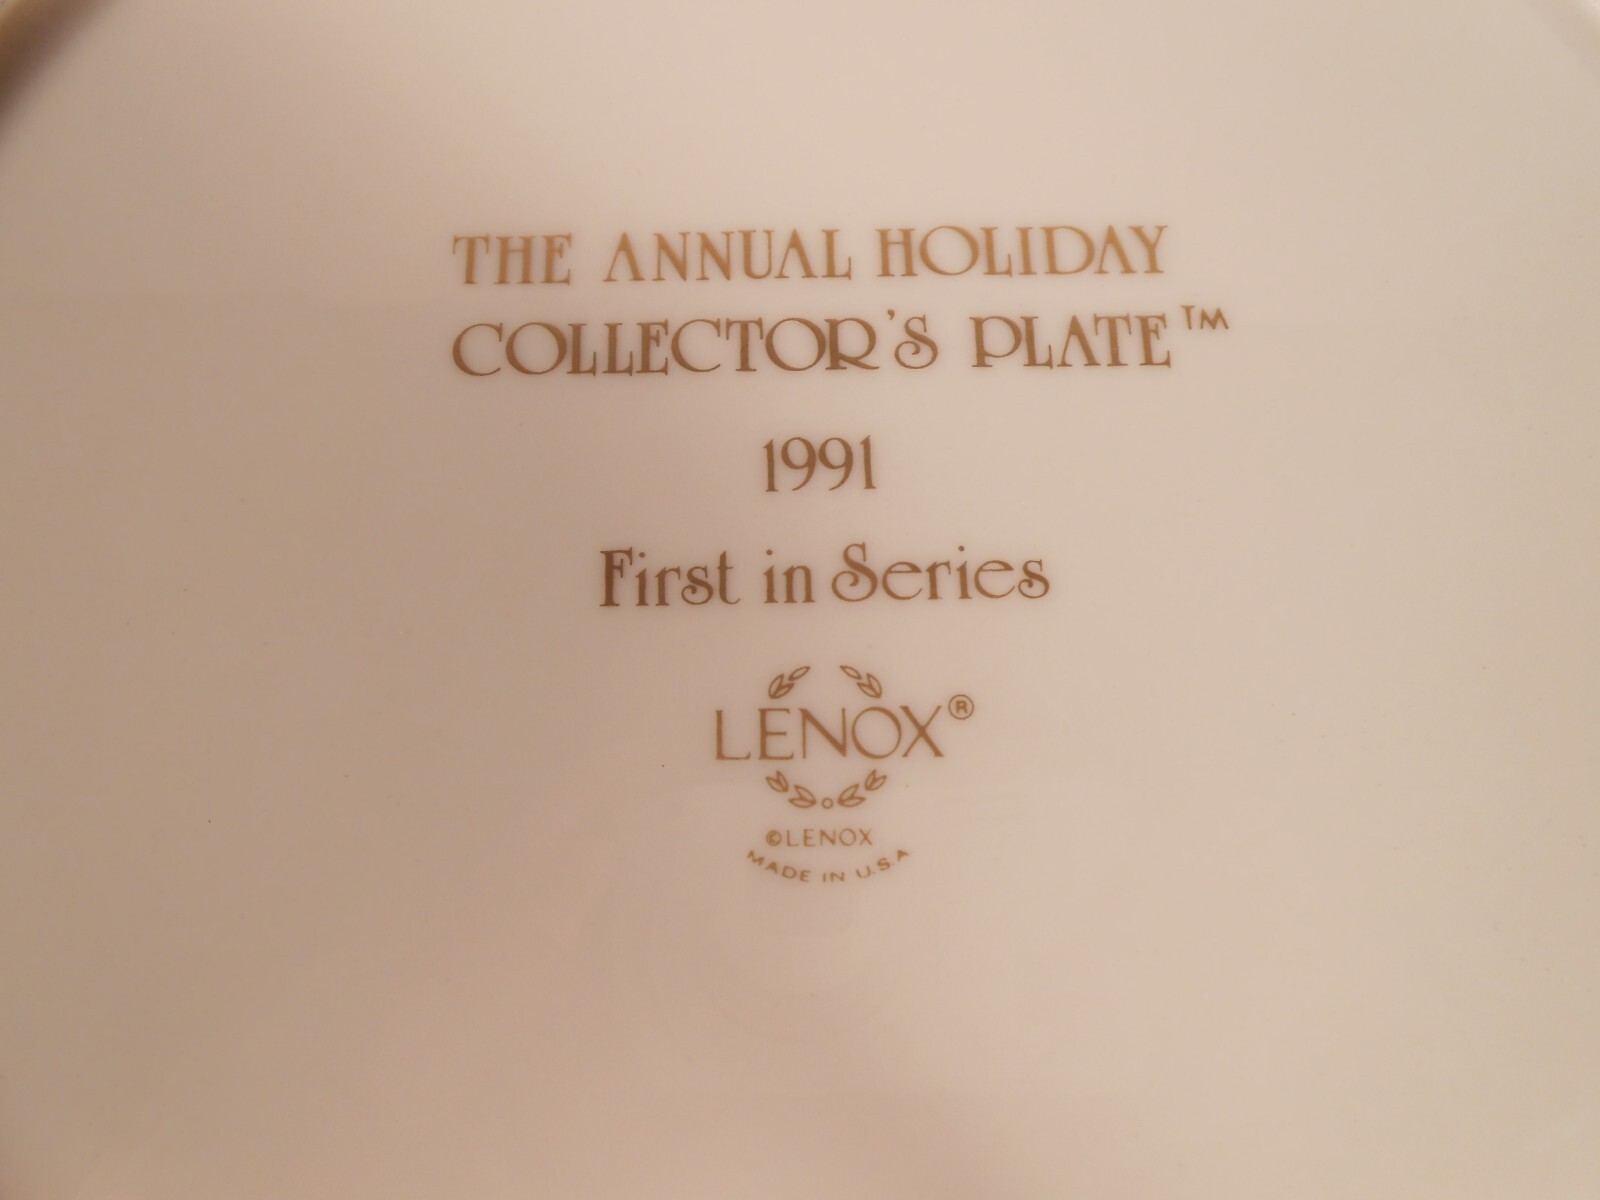 THE ANNUAL HOLIDAY
COLLECTOR'S PLATE™
1991
First in Series
LENOX®
©LENOX
MADE IN U.S.A